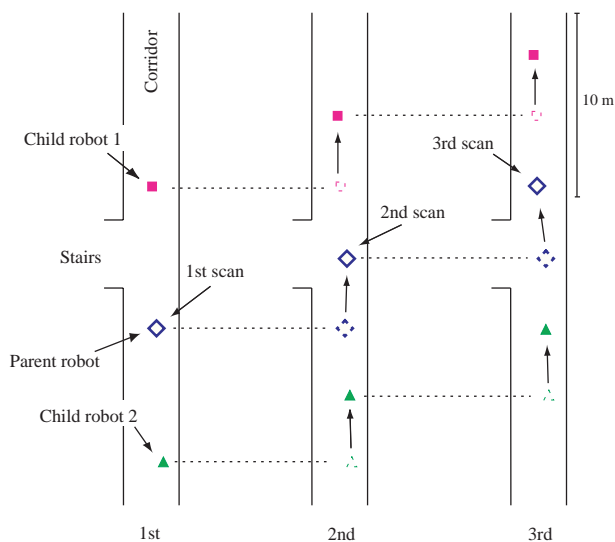 Corridor
10 m
Child robot 1
3rd scan
2nd scan
Stairs
1st scan
Parent robot
Child robot 2
1st
2nd
3rd